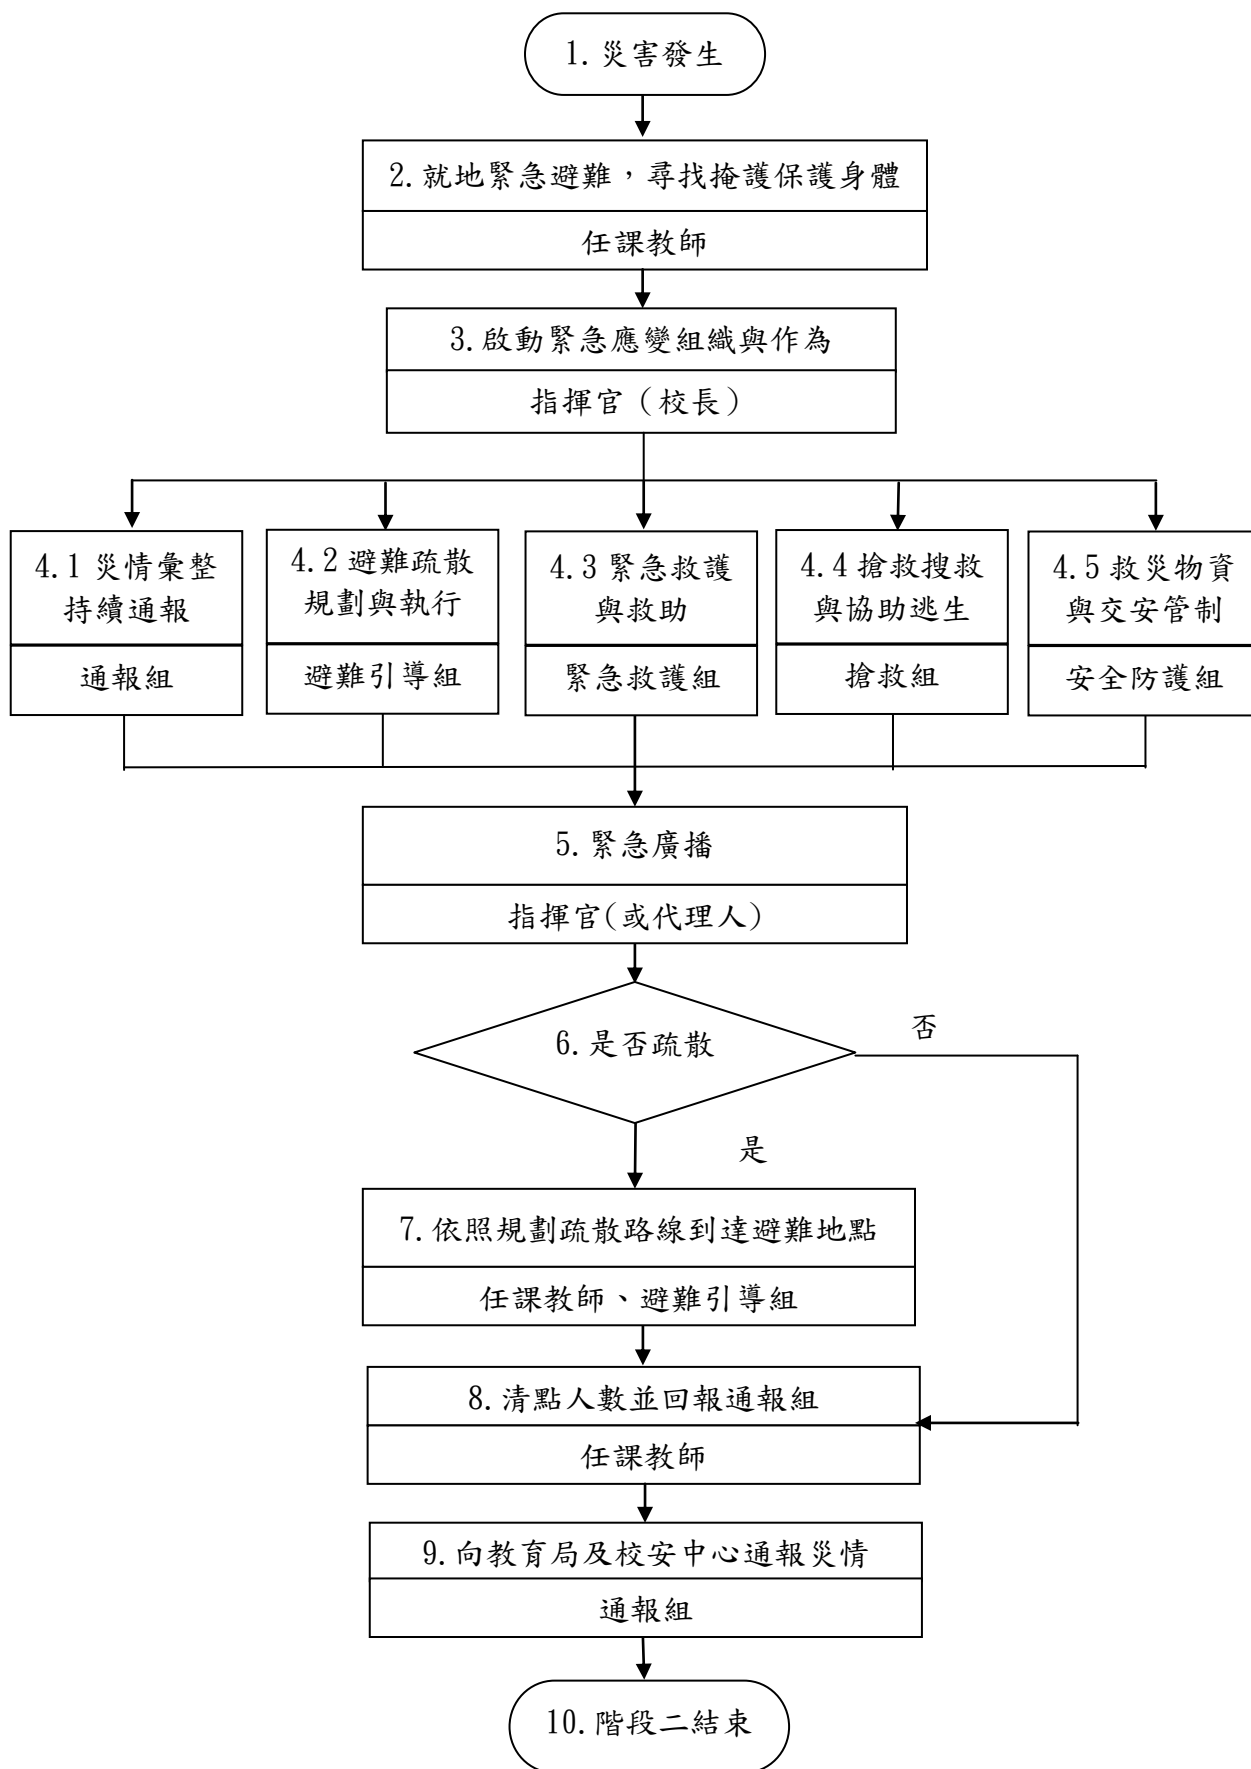 1.災害發生
2.就地緊急避難，尋找掩護保護身體
任課教師
3.啟動緊急應變組織與作為
指揮官（校長）
4.1 災情彙整
持續通報
通報組
4.2 避難疏散
規劃與執行
避難引導組
4.3 緊急救護
與救助
緊急救護組
4.4 搶救搜救
與協助逃生
搶救組
4.5 救災物資
與交安管制
安全防護組
5.緊急廣播
指揮官(或代理人)
6.是否疏散
否
是
7.依照規劃疏散路線到達避難地點
任課教師、避難引導組
8.清點人數並回報通報組
任課教師
9.向教育局及校安中心通報災情
通報組
10.階段二結束